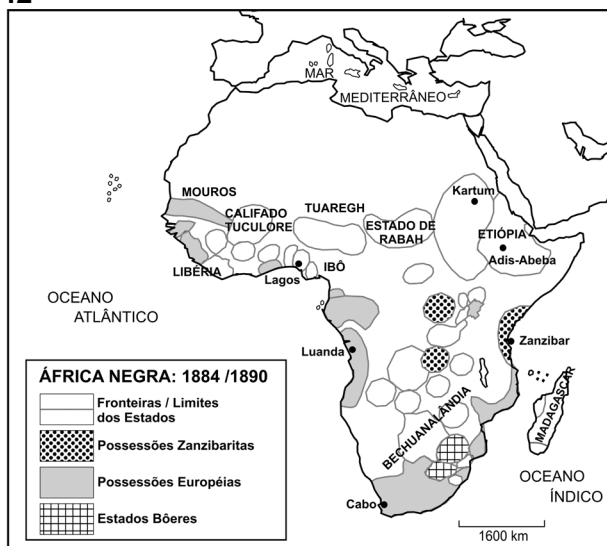 MAR
MEDITERRÂNEO
MOUROS
CALIFADO
TUCULORE
TUAREGH
ESTADO DE
RABAH
Kartum
ETIÓPIA
Adis-Abeba
LIBÉRIA
Lagos
IBÔ
OCEANO
ATLÂNTICO
Luanda
Zanzibar
MADAGASCAR
BECHUANALÂNDIA
OCEANO
ÍNDICO
Cabo
1600 km
ÁFRICA NEGRA: 1884 /1890
Fronteiras / Limites
dos Estados
Possessões Zanzibaritas
Possessões Européias
Estados Bôeres